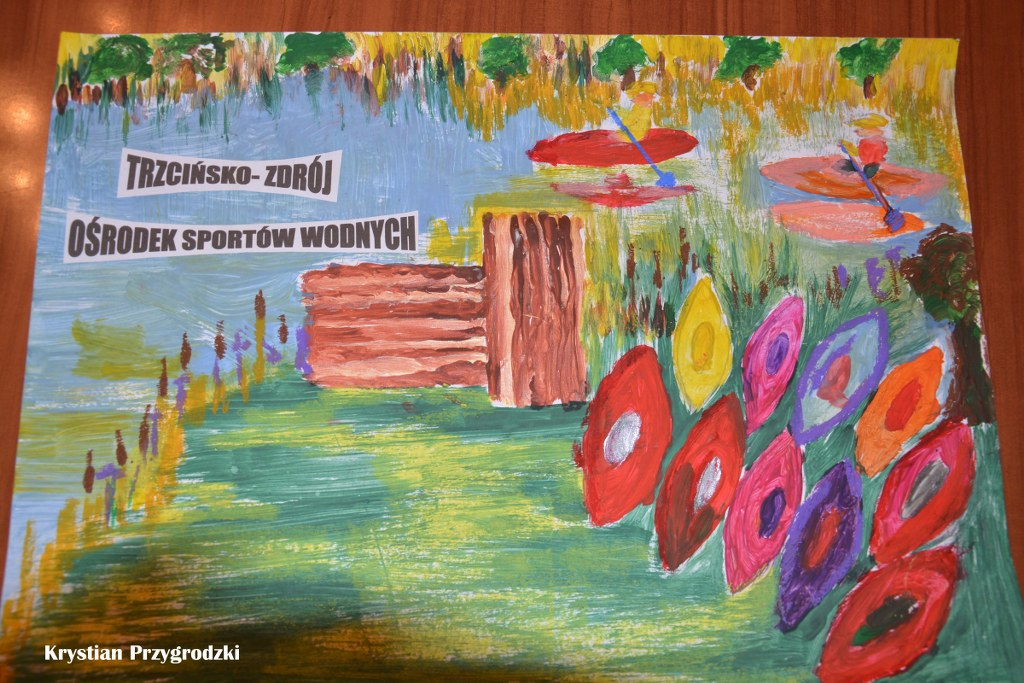 TRZCIŃSKO- ZDRÓJ
OŚRODEK SPORTÓW WODNYCH
Krystian Przygrodzki